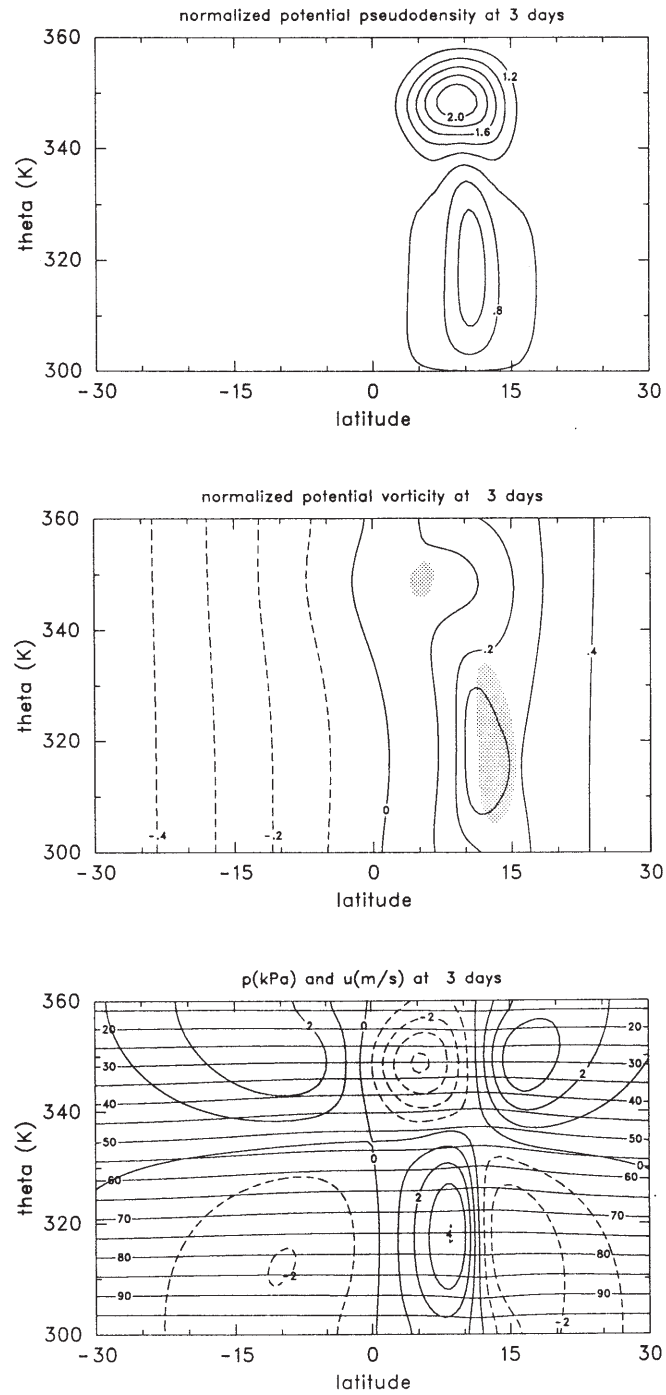 normalized potential pseudodensity at 3 days
360
1.2
2.0
1.6
340
theta (K)
320
.8
300
-30 -15 0 15 30
latitude
normalized potential vorticity at 3 days
360
340
.2
.4
theta (K)
320
0
-.4 -.2
300
-30 -15 0 15 30
latitude
p(kPa) and u(m/s) at 3 days
360
20 2 0 -2 20
30 2 30
40 40
340
50 50
0 0
60 60
theta (K)
2
320
70 70
4
80 80
-2
90 90
-2
300
-30 -15 0 15 30
latitude